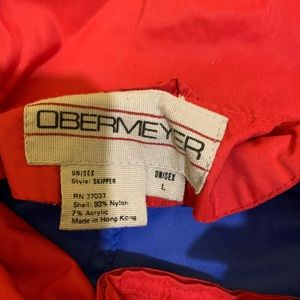 OBERMEYER
UNISEX
Style: SKIPPER
UNISEX
L
RN 37037
Shell: 93% Nylon
7% Acrylic
Made in Hong Kong